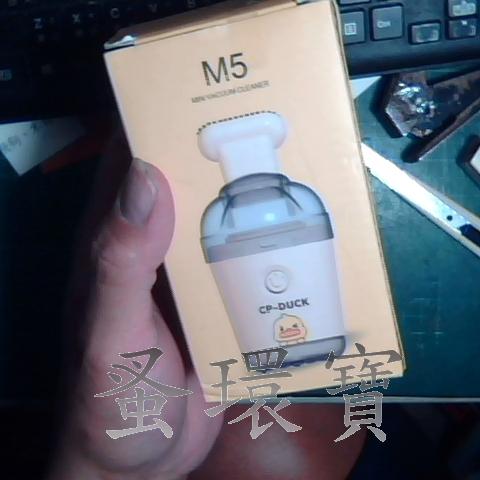 M5
MINI VACUUM CLEANER
CP-DUCK
蚤環寶